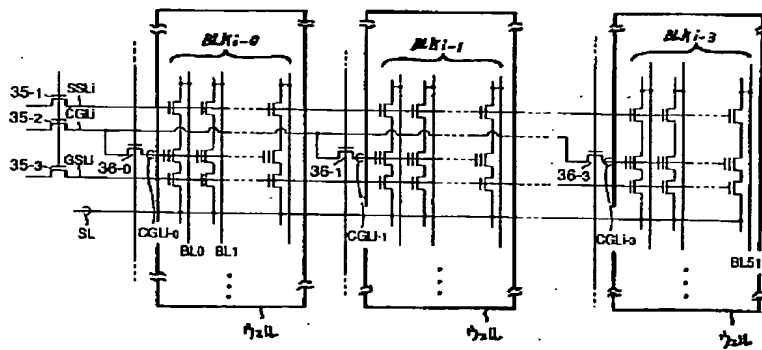 BLKi-0
BLKi-1
BLKi-3
35-1
SSLi
35-2
CGLi
35-3
GSLi
36-0
36-1
36-3
SL
CGLi-0
BL0
BL1
CGLi-1
CGLi-3
BL51
ウェル
ウェル
ウェル